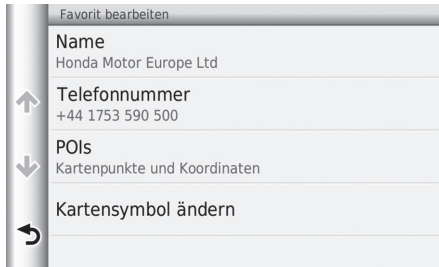 Favorit bearbeiten
Name
Honda Motor Europe Ltd
Telefonnummer
+44 1753 590 500
POIs
Kartenpunkte und Koordinaten
Kartensymbol ändern